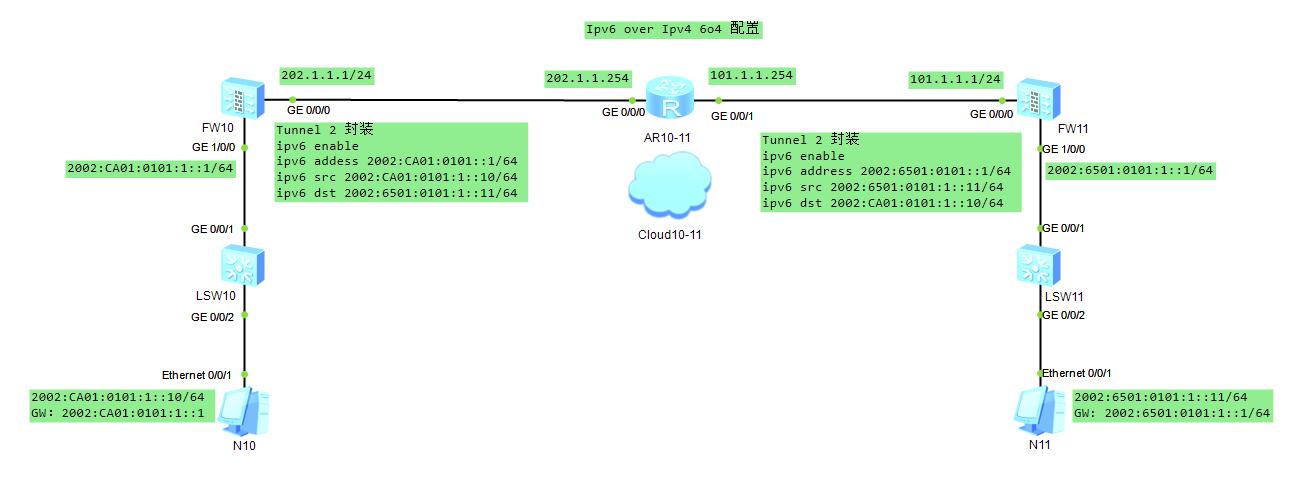 Ipv6 over Ipv4 6o4 配置
202.1.1.1/24
202.1.1.254
101.1.1.254
101.1.1.1/24
GE 0/0/0
GE 0/0/0
GE 0/0/1
GE 0/0/0
FW10
AR10-11
FW11
Tunnel 2 封装
ipv6 enable
ipv6 addess 2002:CA01:0101::1/64
ipv6 src 2002:CA01:0101:1::10/64
ipv6 dst 2002:6501:0101:1::11/64
Tunnel 2 封装
ipv6 enable
ipv6 address 2002:6501:0101::1/64
ipv6 src 2002:6501:0101:1::11/64
ipv6 dst 2002:CA01:0101:1::10/64
GE 1/0/0
2002:CA01:0101:1::1/64
GE 1/0/0
2002:6501:0101:1::1/64
Cloud10-11
GE 0/0/1
GE 0/0/1
LSW10
LSW11
GE 0/0/2
GE 0/0/2
Ethernet 0/0/1
Ethernet 0/0/1
2002:CA01:0101:1::10/64
GW: 2002:CA01:0101:1::1
2002:6501:0101:1::11/64
GW: 2002:6501:0101:1::1/64
N10
N11